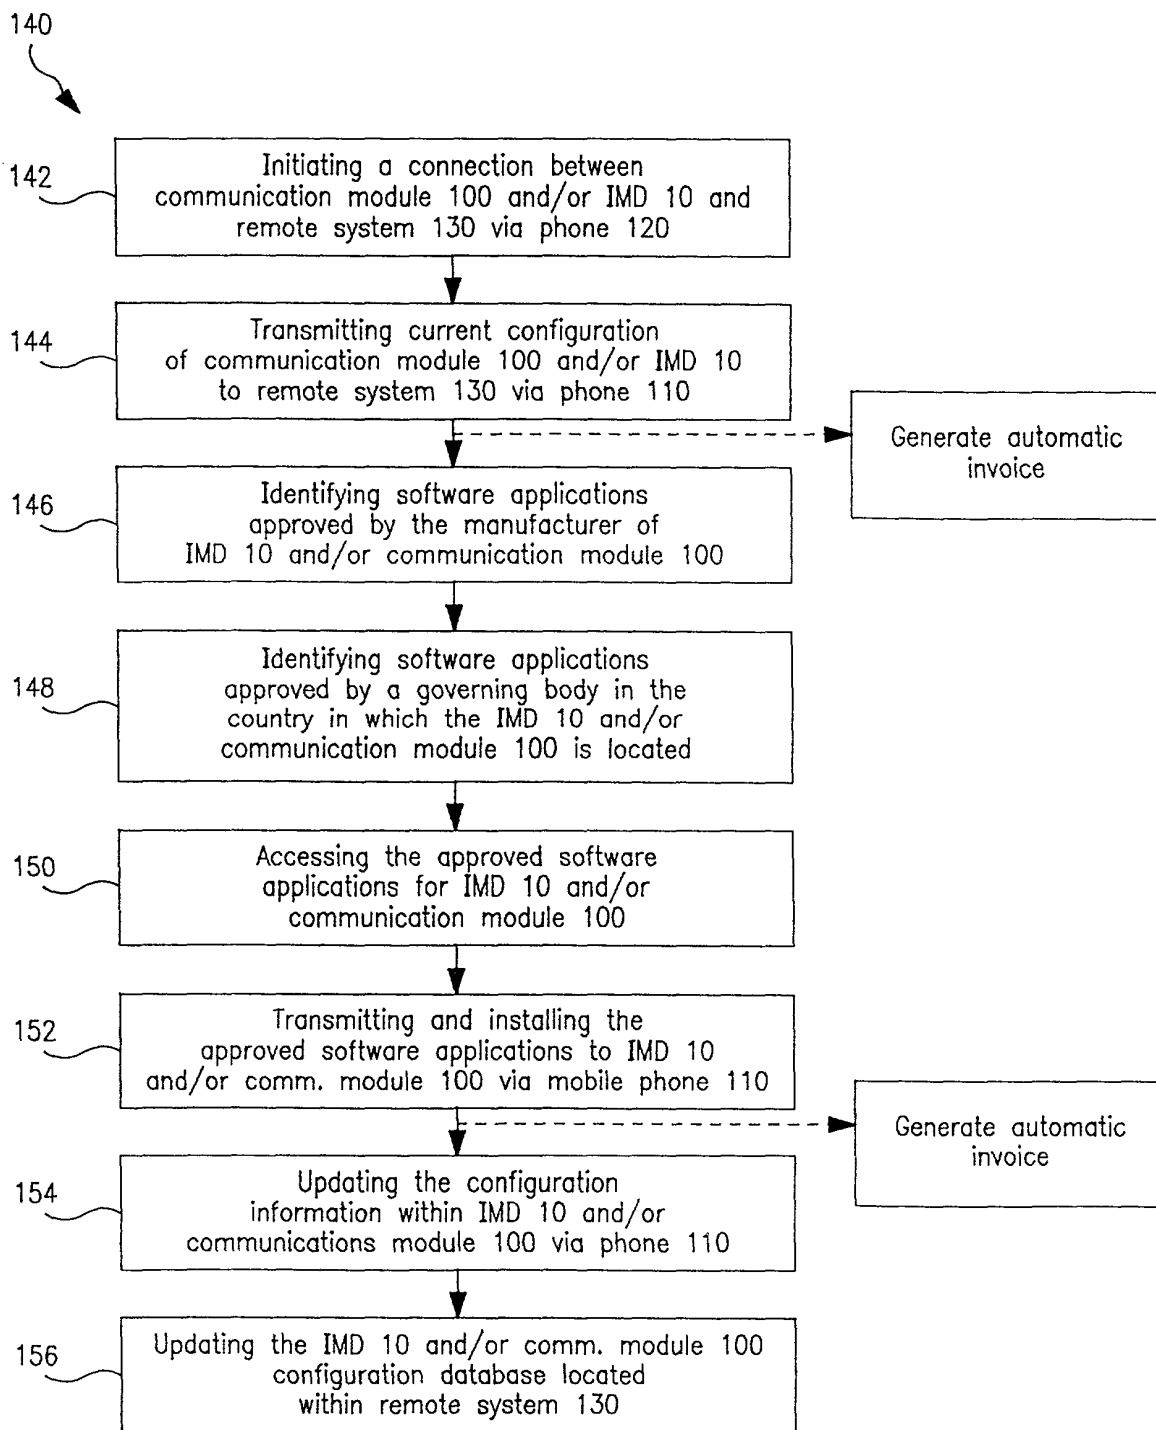 140
142
Initiating a connection between
communication module 100 and/or IMD 10 and
remote system 130 via phone 120
144
Transmitting current configuration
of communication module 100 and/or IMD 10
to remote system 130 via phone 110
Generate automatic
invoice
146
Identifying software applications
approved by the manufacturer of
IMD 10 and/or communication module 100
148
Identifying software applications
approved by a governing body in the
country in which the IMD 10 and/or
communication module 100 is located
150
Accessing the approved software
applications for IMD 10 and/or
communication module 100
152
Transmitting and installing the
approved software applications to IMD 10
and/or comm. module 100 via mobile phone 110
Generate automatic
invoice
154
Updating the configuration
information within IMD 10 and/or
communications module 100 via phone 110
156
Updating the IMD 10 and/or comm. module 100
configuration database located
within remote system 130